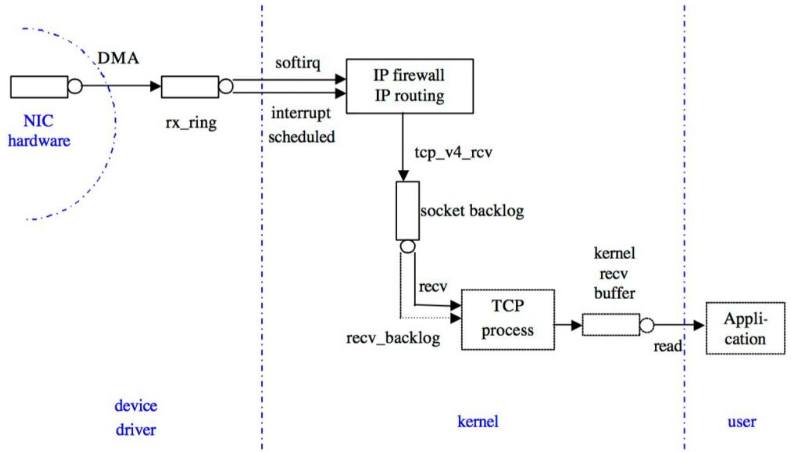 DMA
NIC
hardware
rx_ring
softirq
interrupt
scheduled
IP firewall
IP routing
tcp_v4_rcv
socket backlog
recv
recv_backlog
TCP
process
kernel
recv
buffer
read
Appli-
cation
device
driver
kernel
user